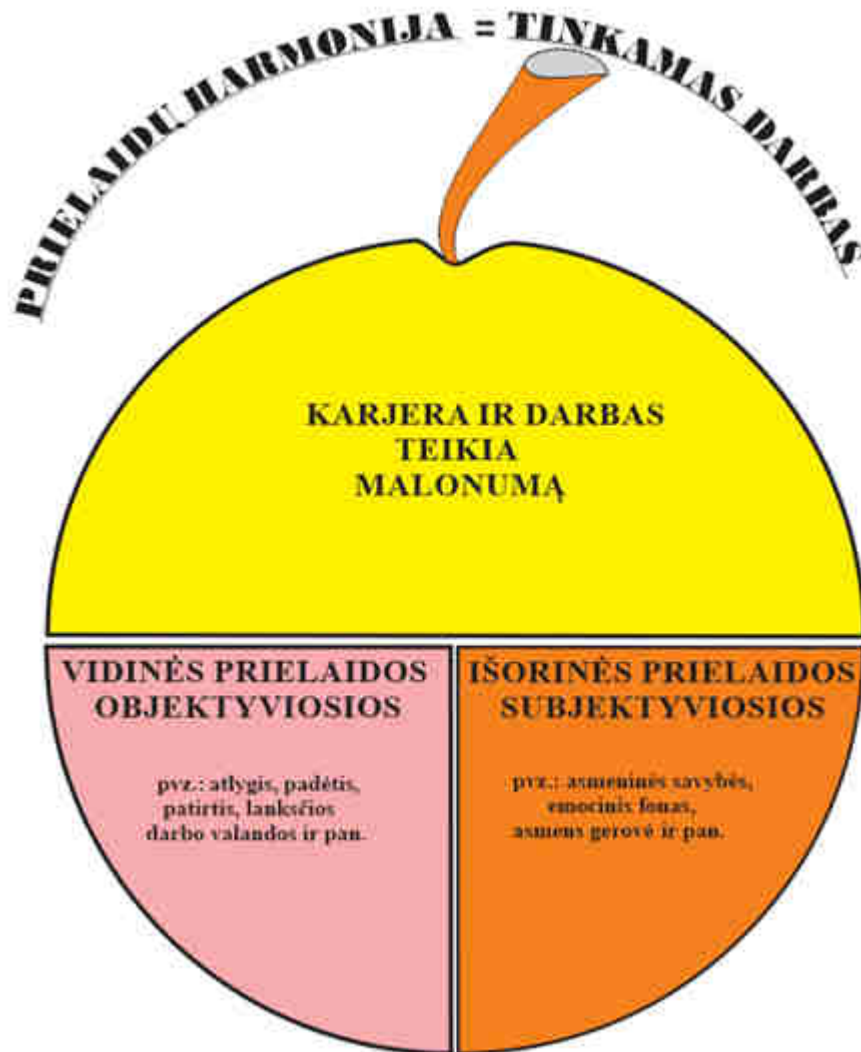 PRIELAIDŲ HARMONIJA = TINKAMAS DARBAS
KARJERA IR DARBAS
TEIKIA
MALONUMĄ
VIDINĖS PRIELAIDOS
OBJEKTYVIOSIOS
pvz.: atlygis, padėtis,
patirtis, lanksčios
darbo valandos ir pan.
IŠORINĖS PRIELAIDOS
SUBJEKTYVIOSIOS
pvz.: asmeninės savybės,
emocinis fonas,
asmens gerovė ir pan.